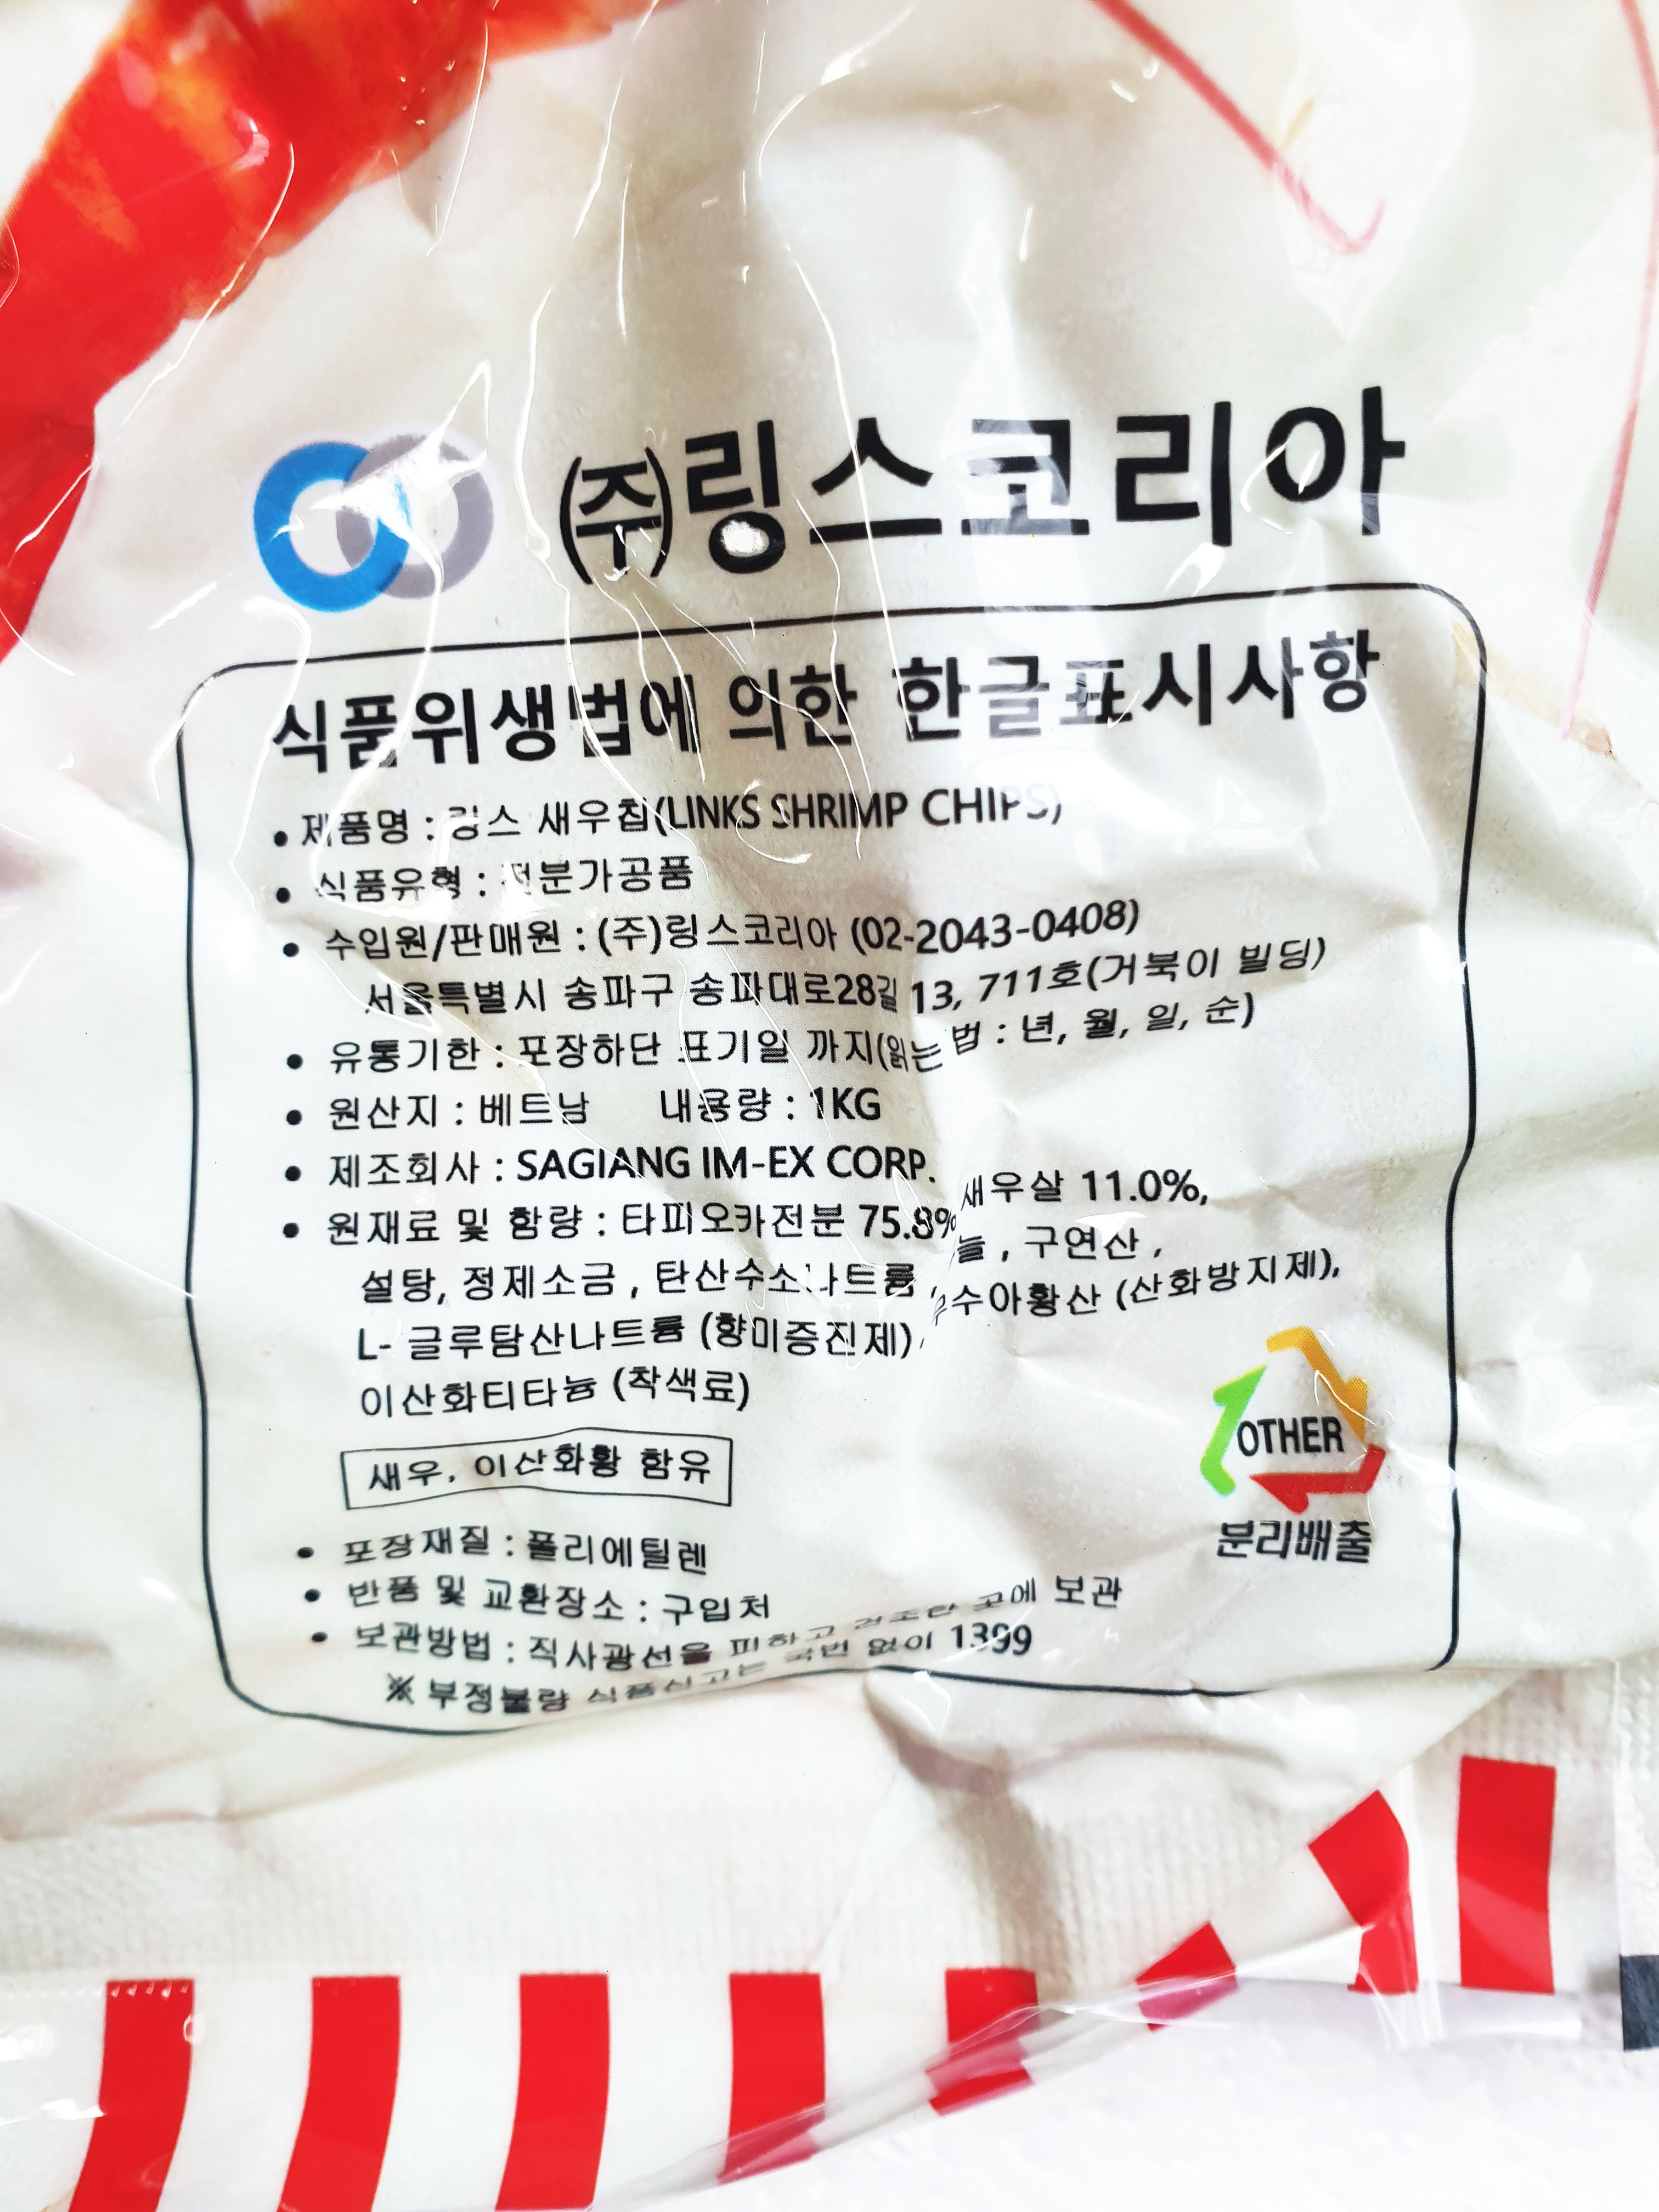 ㈜링스코리아
식품위생법에 의한 한글표시사항
• 제품명 : 링스 새우칩(LINKS SHRIMP CHIPS)
• 식품유형 : 전분가공품
• 수입원/판매원 : (주)링스코리아 (02-2043-0408)
서울특별시 송파구 송파대로28길 13, 711호(거북이 빌딩)
• 유통기한 : 포장하단 표기일 까지(읽는법 : 년, 월, 일, 순)
• 원산지 : 베트남 내용량 : 1KG
• 제조회사 : SAGIANG IM-EX CORP.
• 원재료 및 함량 : 타피오카전분 75.8% 새우살 11.0%,
설탕, 정제소금 , 탄산수소나트륨 , 구연산 ,
L- 글루탐산나트륨 (향미증진제), (산화방지제),
이산화티타늄 (착색료)
새우, 이산화황 함유
OTHER
분리배출
• 포장재질 : 폴리에틸렌
• 반품 및 교환장소 : 구입처
• 보관방법 : 직사광선을 피하고 건조한 곳에 보관
※ 부정불량 식품신고는 국번 없이 1399